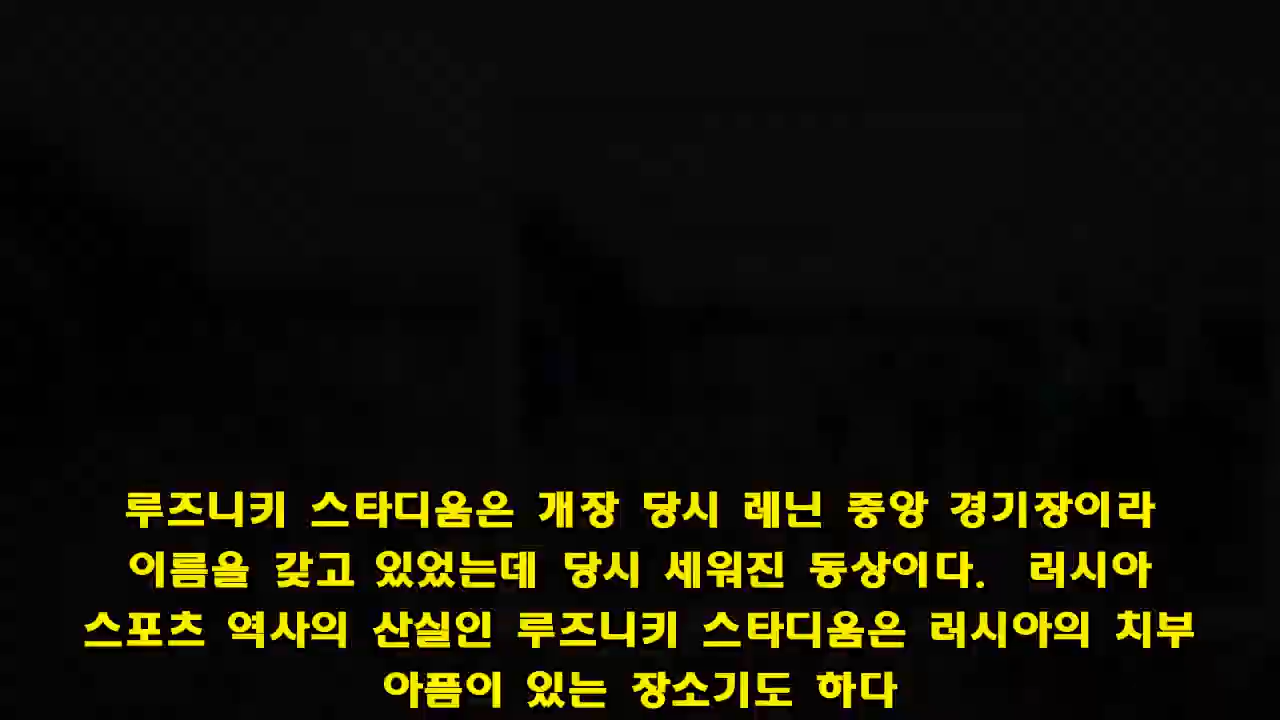 루즈니키 스타디움은 개장 당시 레닌 중앙 경기장이라
이름을 갖고 있었는데 당시 세워진 동상이다. 러시아
스포츠 역사의 산실인 루즈니키 스타디움은 러시아의 치부
아픔이 있는 장소기도 하다